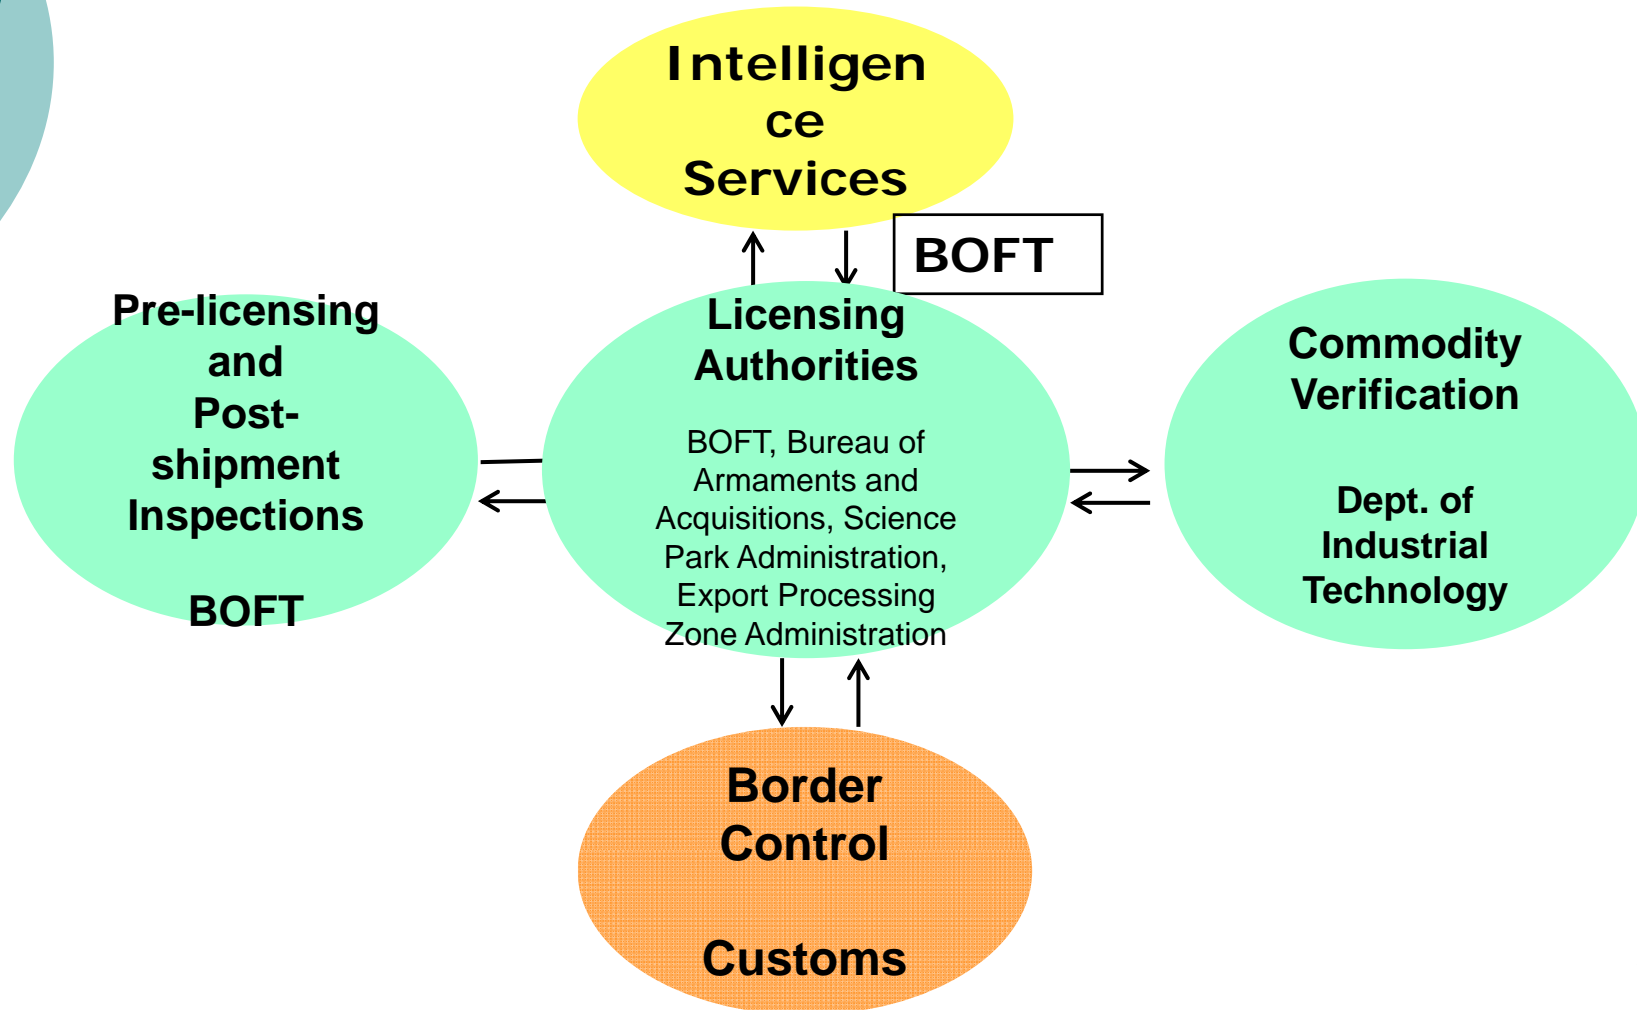 Intelligen
ce
Services
BOFT
Pre-licensing
and
Post-
shipment
Inspections
BOFT
Licensing
Authorities
BOFT, Bureau of
Armaments and
Acquisitions, Science
Park Administration,
Export Processing
Zone Administration
Commodity
Verification
Dept. of
Industrial
Technology
Border
Control
Customs